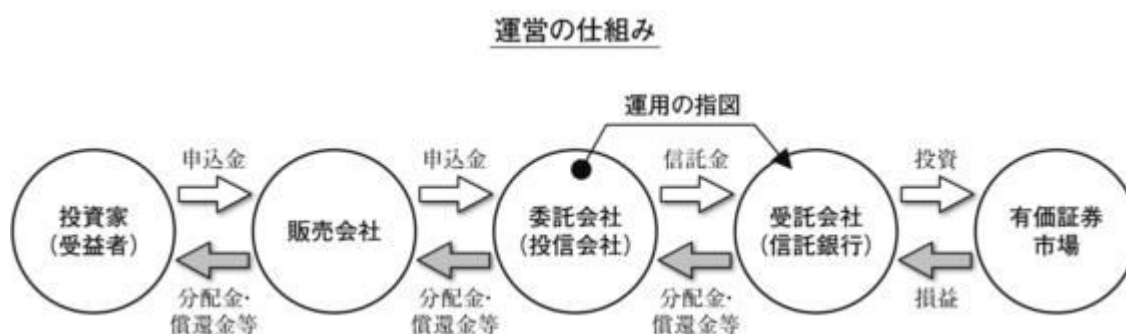 運営の仕組み
運用の指図
申込金
申込金
信託金
投資
投資家
(受益者)
販売会社
委託会社
(投信会社)
受託会社
(信託銀行)
有価証券
市場
分配金・
償還金等
分配金・
償還金等
分配金・
償還金等
損益